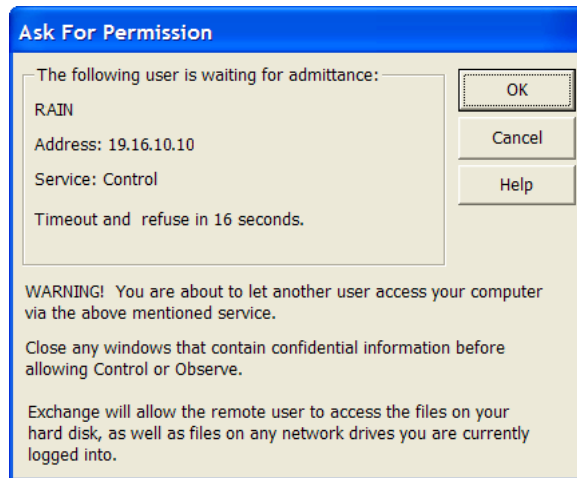 Ask For Permission
The following user is waiting for admittance:
OK
RAIN
Address: 19.16.10.10
Cancel
Service: Control
Help
Timeout and  refuse in 16 seconds.
WARNING!  You are about to let another user access your computer
via the above mentioned service.
Close any windows that contain confidential information before
allowing Control or Observe.
Exchange will allow the remote user to access the files on your
hard disk, as well as files on any network drives you are currently
logged into.